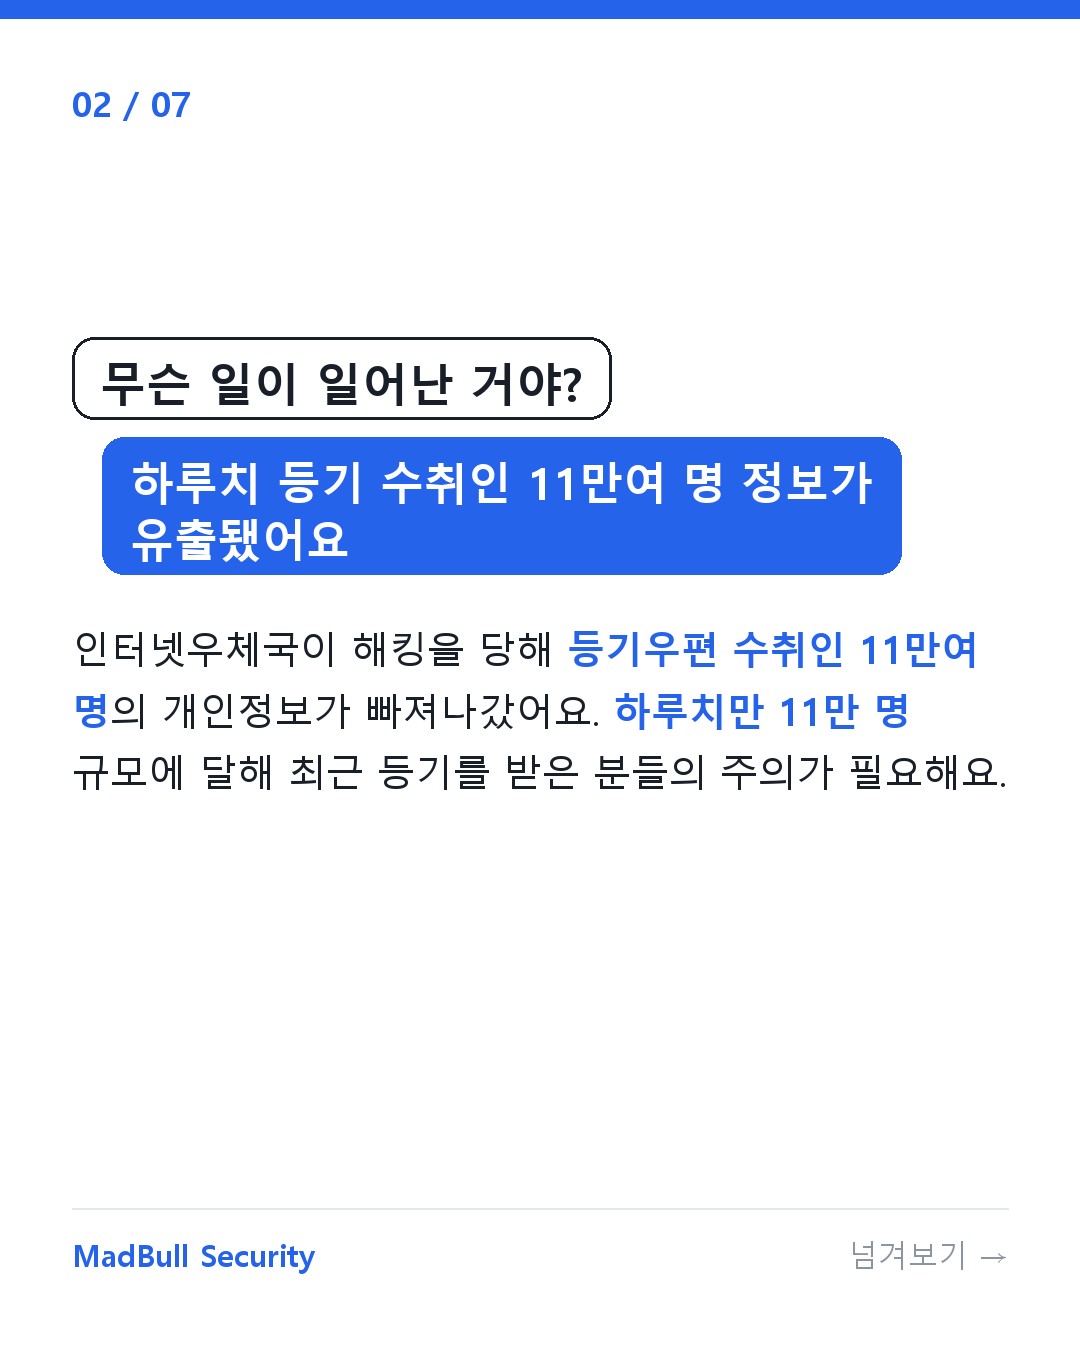 02 / 07
무슨 일이 일어난 거야?
하루치 등기 수취인 11만여 명 정보가
유출됐어요
인터넷우체국이 해킹을 당해 등기우편 수취인 11만여
명의 개인정보가 빠져나갔어요. 하루치만 11만 명
규모에 달해 최근 등기를 받은 분들의 주의가 필요해요.
MadBull Security
넘겨보기 →